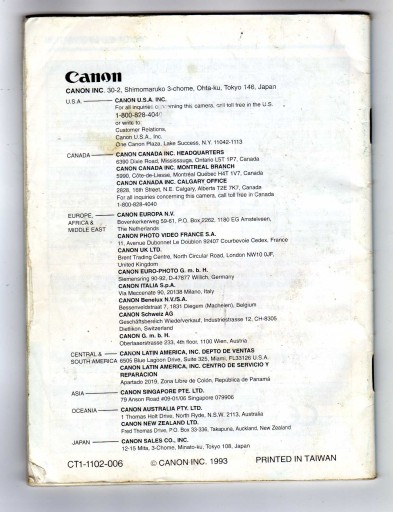 Canon
CANON INC. 30-2, Shimomaruko 3-chome, Ohta-ku, Tokyo 146, Japan
U.S.A. CANON U.S.A. INC.
For all inquiries concerning this camera, call toll free in the U.S.
1-800-828-4040
or write to:
Customer Relations,
Canon U.S.A., Inc.
One Canon Plaza, Lake Success, N.Y. 11042-1113
CANADA CANON CANADA INC. HEADQUARTERS
6390 Dixie Road, Mississauga, Ontario L5T 1P7, Canada
CANON CANADA INC. MONTREAL BRANCH
5990, Côte-de-Liesse, Montréal Québec H4T 1V7, Canada
CANON CANADA INC. CALGARY OFFICE
2828, 16th Street, N.E. Calgary, Alberta T2E 7K7, Canada
For all inquiries concerning this camera, call toll free in Canada
1-800-828-4040
EUROPE, CANON EUROPA N.V.
AFRICA & Bovenkerkerweg 59-61, P.O. Box 2262, 1180 EG Amstelveen,
MIDDLE EAST The Netherlands
CANON PHOTO VIDEO FRANCE S.A.
11, Avenue Dubonnet Le Doublon 92407 Courbevoie Cedex, France
CANON UK LTD.
Brent Trading Centre, North Circular Road, London NW10 0JF,
United Kingdom
CANON EURO-PHOTO G. m. b. H.
Siemensring 90-92, D-47877 Willich, Germany
CANON ITALIA S.p.A.
Via Mecenate 90, 20138 Milano, Italy
CANON Benelux N.V./S.A.
Bessenveldstraat 7, 1831 Diegem (Machelen), Belgium
CANON Schweiz AG
Geschäftsbereich Wiederverkauf, Industriestrasse 12, CH-8305
Dietlikon, Switzerland
CANON G. m. b. H.
Oberlaaerstrasse 233, 4th floor, 1100 Wien, Austria
CENTRAL & CANON LATIN AMERICA, INC. DEPTO DE VENTAS
SOUTH AMERICA 6505 Blue Lagoon Drive, Suite 325, Miami, FL33126 U.S.A.
CANON LATIN AMERICA, INC. CENTRO DE SERVICIO Y
REPARACION
Apartado 2019, Zona Libre de Colón, República de Panamá
ASIA CANON SINGAPORE PTE. LTD.
79 Anson Road #09-01/06 Singapore 079906
OCEANIA CANON AUSTRALIA PTY. LTD.
1 Thomas Holt Drive, North Ryde, N.S.W. 2113, Australia
CANON NEW ZEALAND LTD.
Fred Thomas Drive, P.O. Box 33-336, Takapuna, Auckland, New Zealand
JAPAN CANON SALES CO., INC.
12-15 Mita, 3-Chome, Minato-ku, Tokyo 108, Japan
CT1-1102-006 © CANON INC. 1993 PRINTED IN TAIWAN